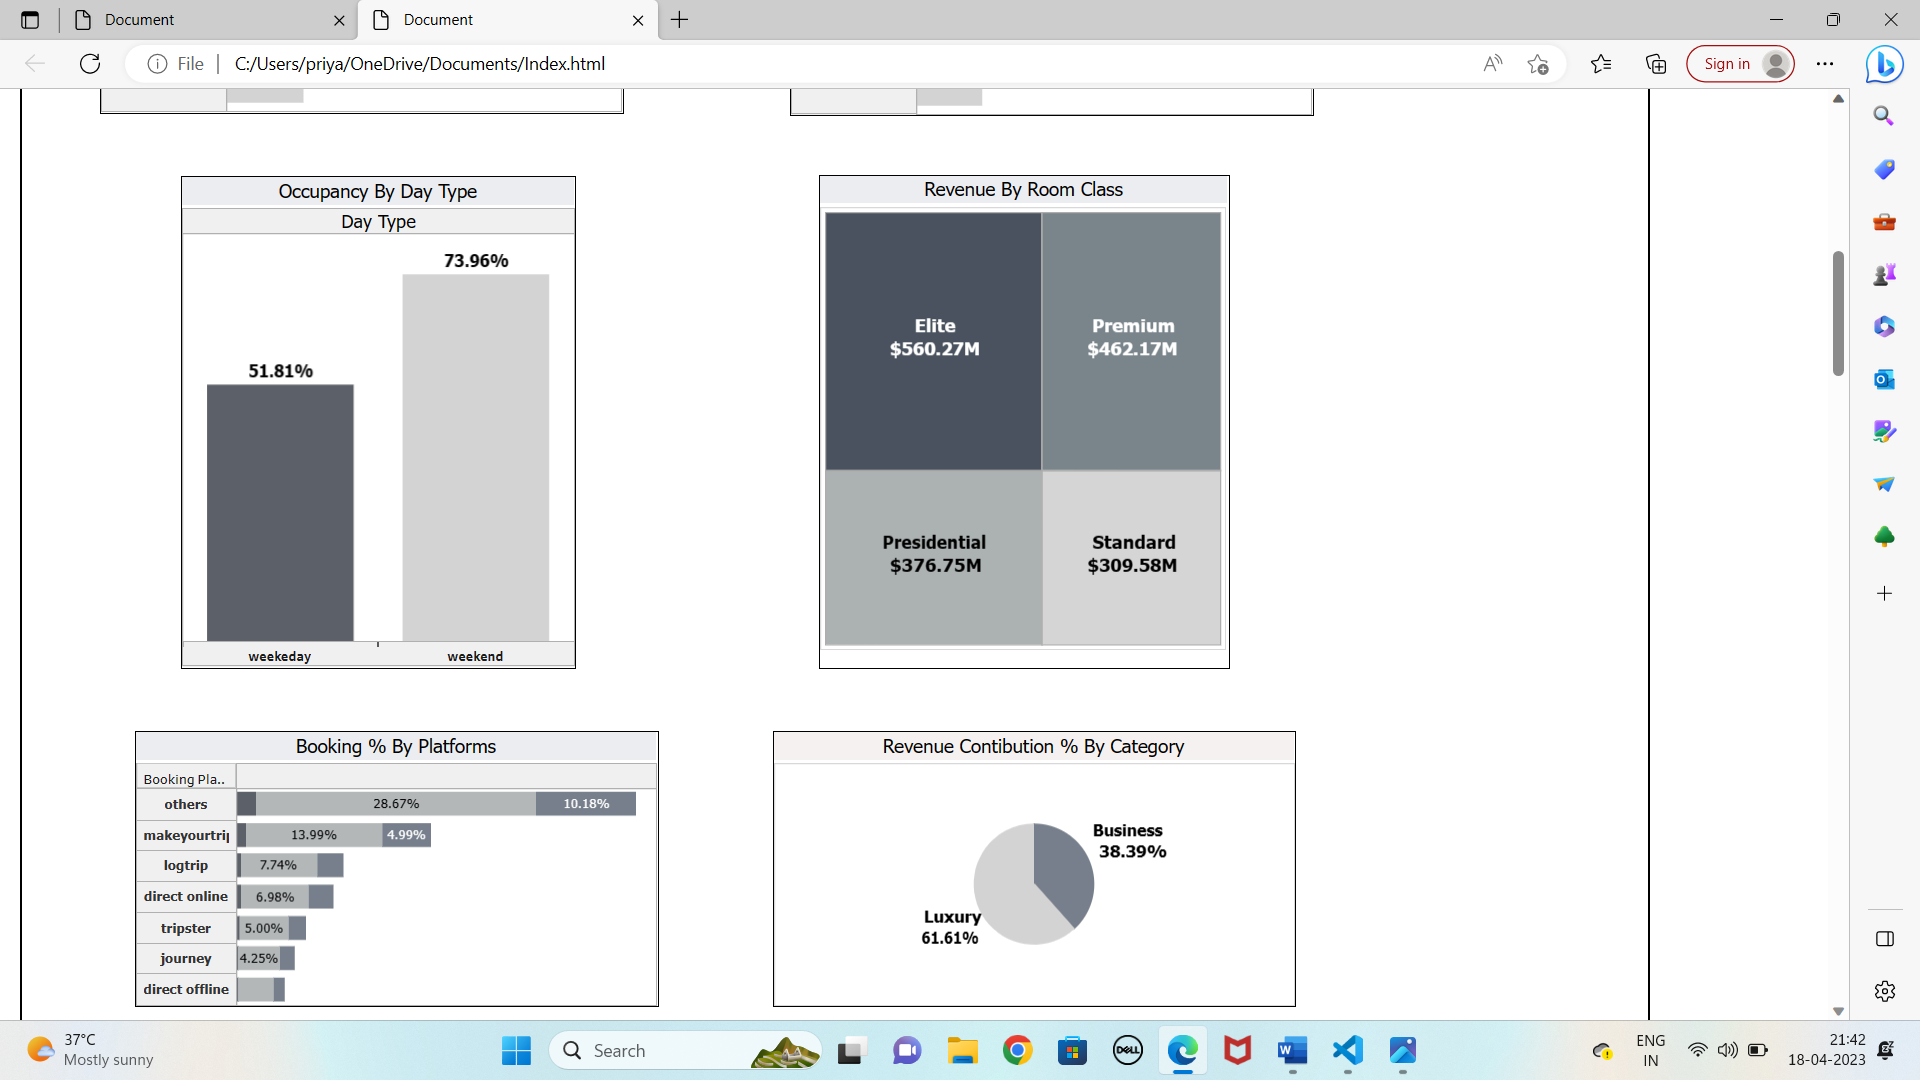 Document
Document
File
C:/Users/priya/OneDrive/Documents/Index.html
Sign in
Occupancy By Day Type
Day Type
73.96%
51.81%
weekeday
weekend
Revenue By Room Class
Elite
$560.27M
Premium
$462.17M
Presidential
$376.75M
Standard
$309.58M
Booking % By Platforms
Booking Pla..
others
28.67%
10.18%
makeyourtrip
13.99%
4.99%
logtrip
7.74%
direct online
6.98%
tripster
5.00%
journey
4.25%
direct offline
Revenue Contibution % By Category
Business
38.39%
Luxury
61.61%
37°C
Mostly sunny
Search
DELL
ENG
IN
21:42
18-04-2023